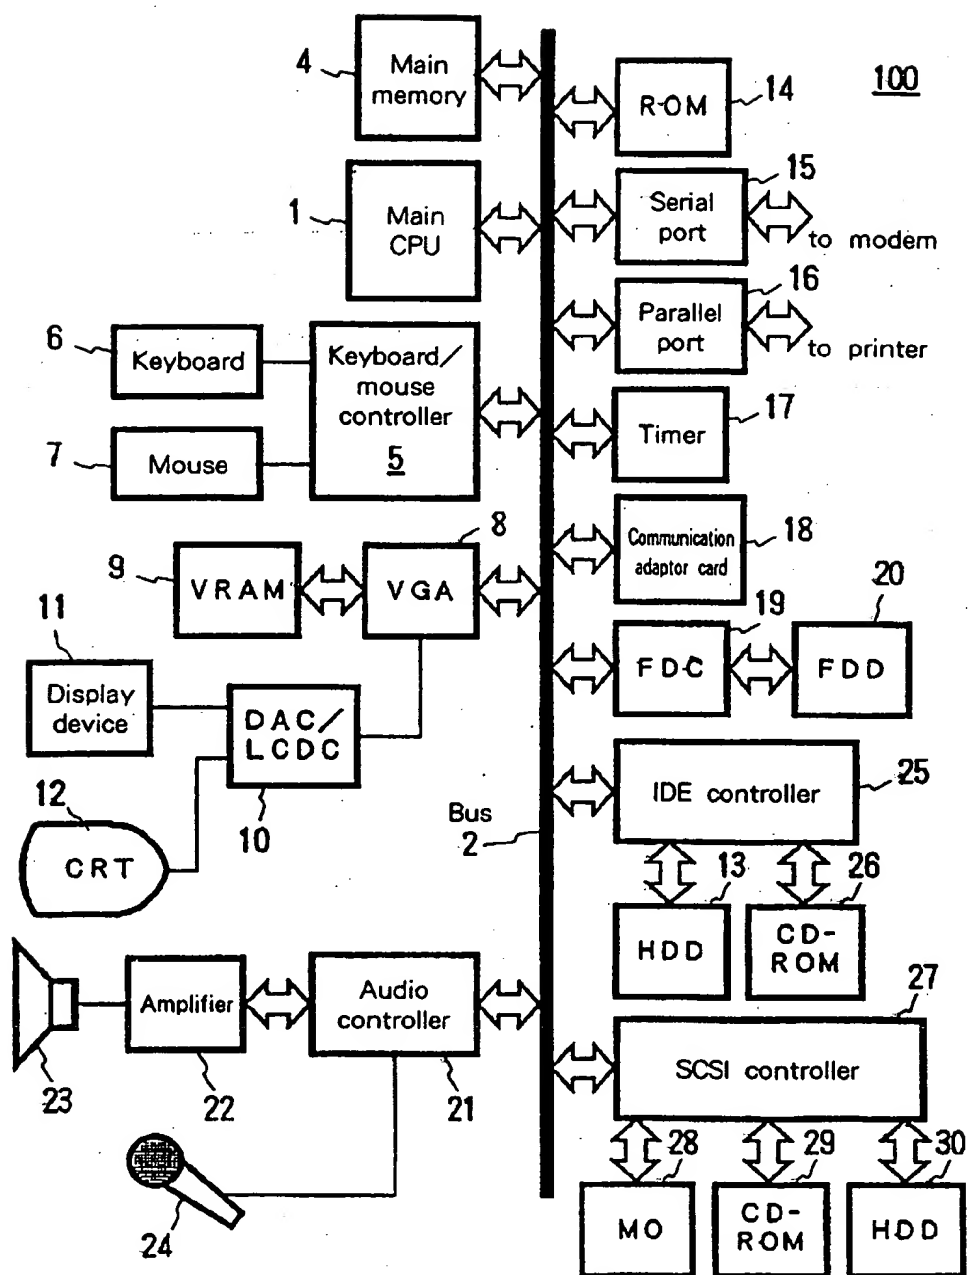 100
4
Main
memory
ROM
14
1
Main
CPU
15
Serial
port
to modem
16
Parallel
port
to printer
6
Keyboard
Keyboard/
mouse
controller
5
7
Mouse
17
Timer
18
Communication
adaptor card
8
9
VRAM
VGA
19
FDC
20
FDD
11
Display
device
DAC/
LCDC
10
12
CRT
Bus
2
IDE controller
25
13
HDD
26
CD-
ROM
23
Amplifier
22
Audio
controller
21
24
27
SCSI controller
28
MO
29
CD-
ROM
30
HDD